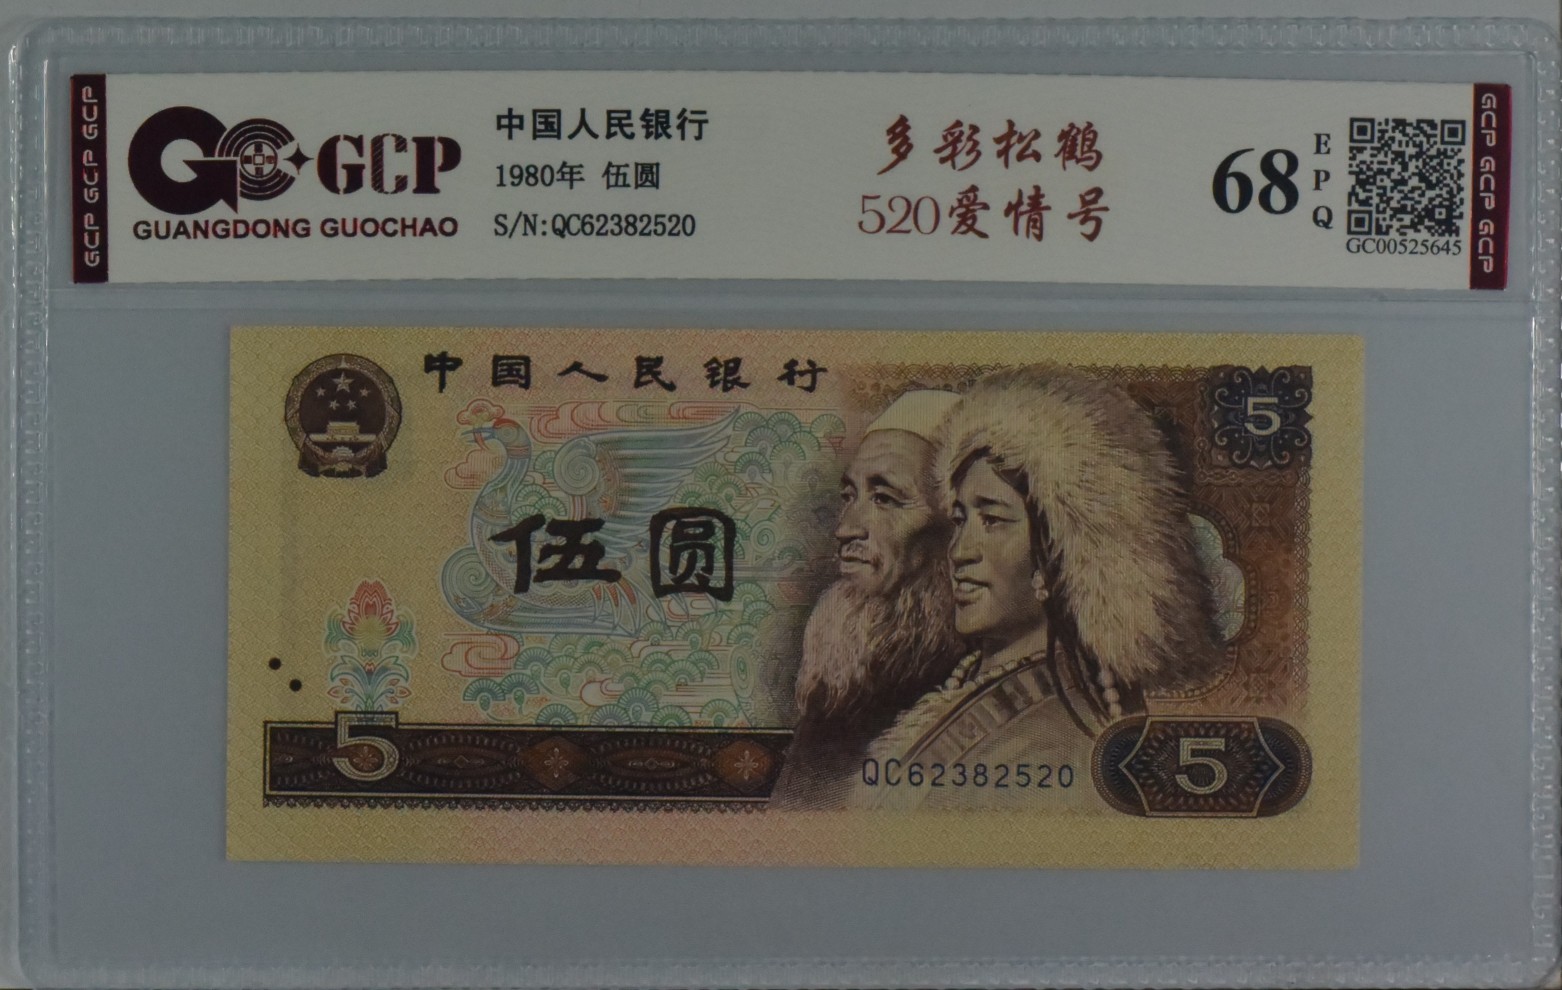 GCP GCP GCP
GCP
GUANGDONG GUOCHAO
中国人民银行
1980年 伍圆
S/N:QC62382520
多彩松鹤
520爱情号
68
EPQ
GC00525645
GCP GCP GCP
中国人民银行
5
伍圆
5
QC62382520
5